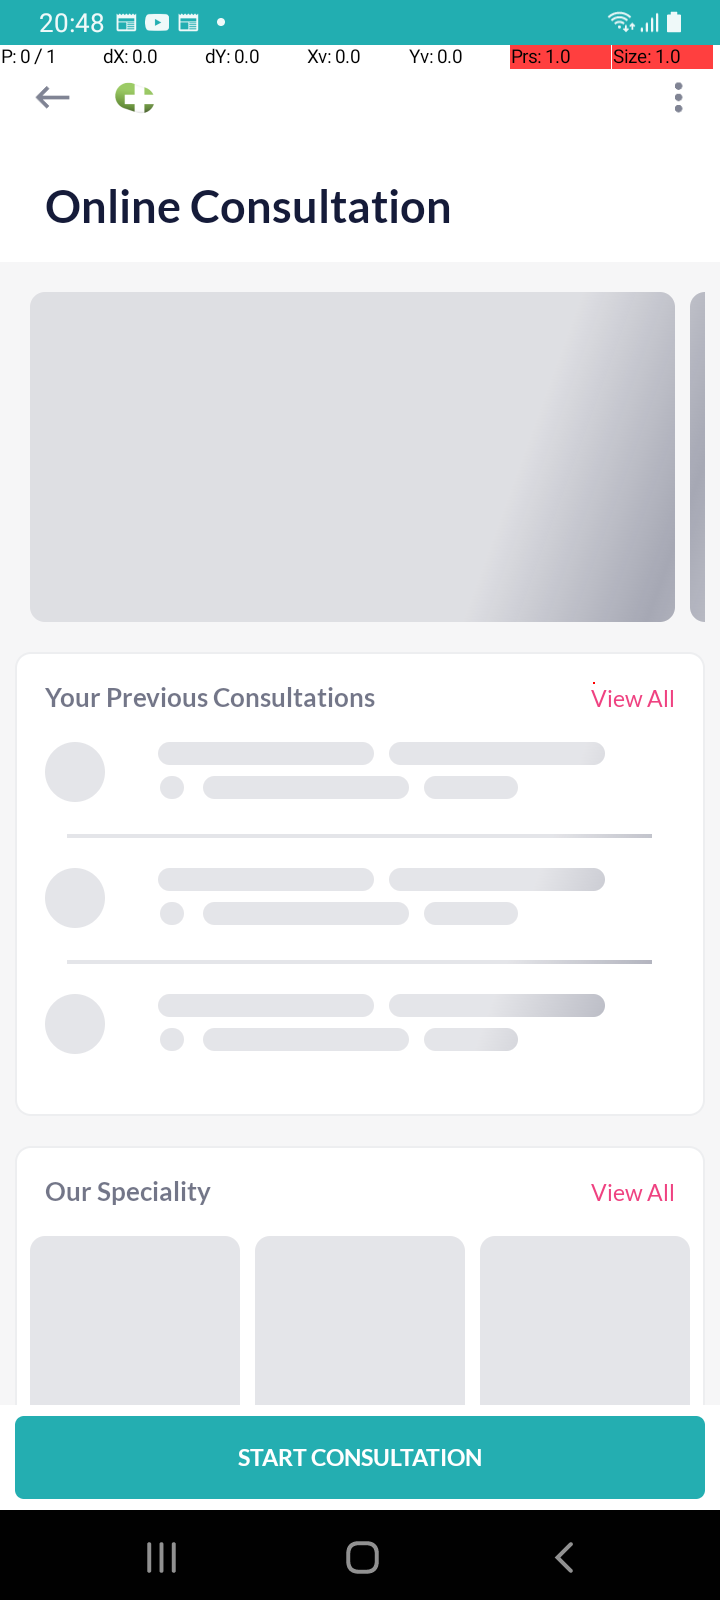 20:48
P: 0 / 1 dX: 0.0 dY: 0.0 Xv: 0.0 Yv: 0.0 Prs: 1.0 Size: 1.0
Online Consultation
Your Previous Consultations View All
Our Speciality View All
START CONSULTATION